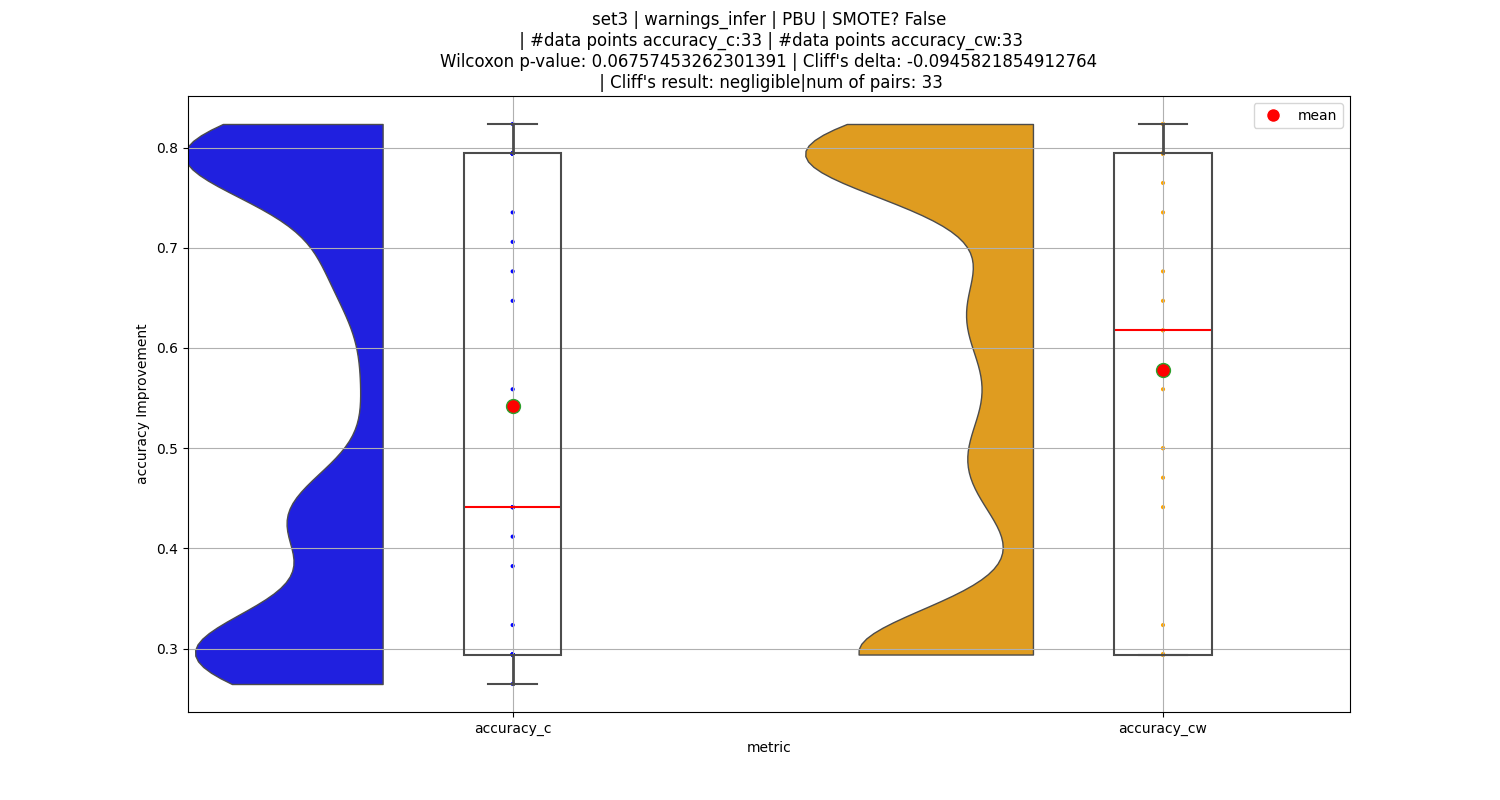 set3 | warnings_infer | PBU | SMOTE? False
| #data points accuracy_c:33 | #data points accuracy_cw:33
Wilcoxon p-value: 0.06757453262301391 | Cliff's delta: -0.0945821854912764
| Cliff's result: negligible|num of pairs: 33
mean
0.8
0.7
0.6
0.5
0.4
0.3
accuracy Improvement
accuracy_c
accuracy_cw
metric